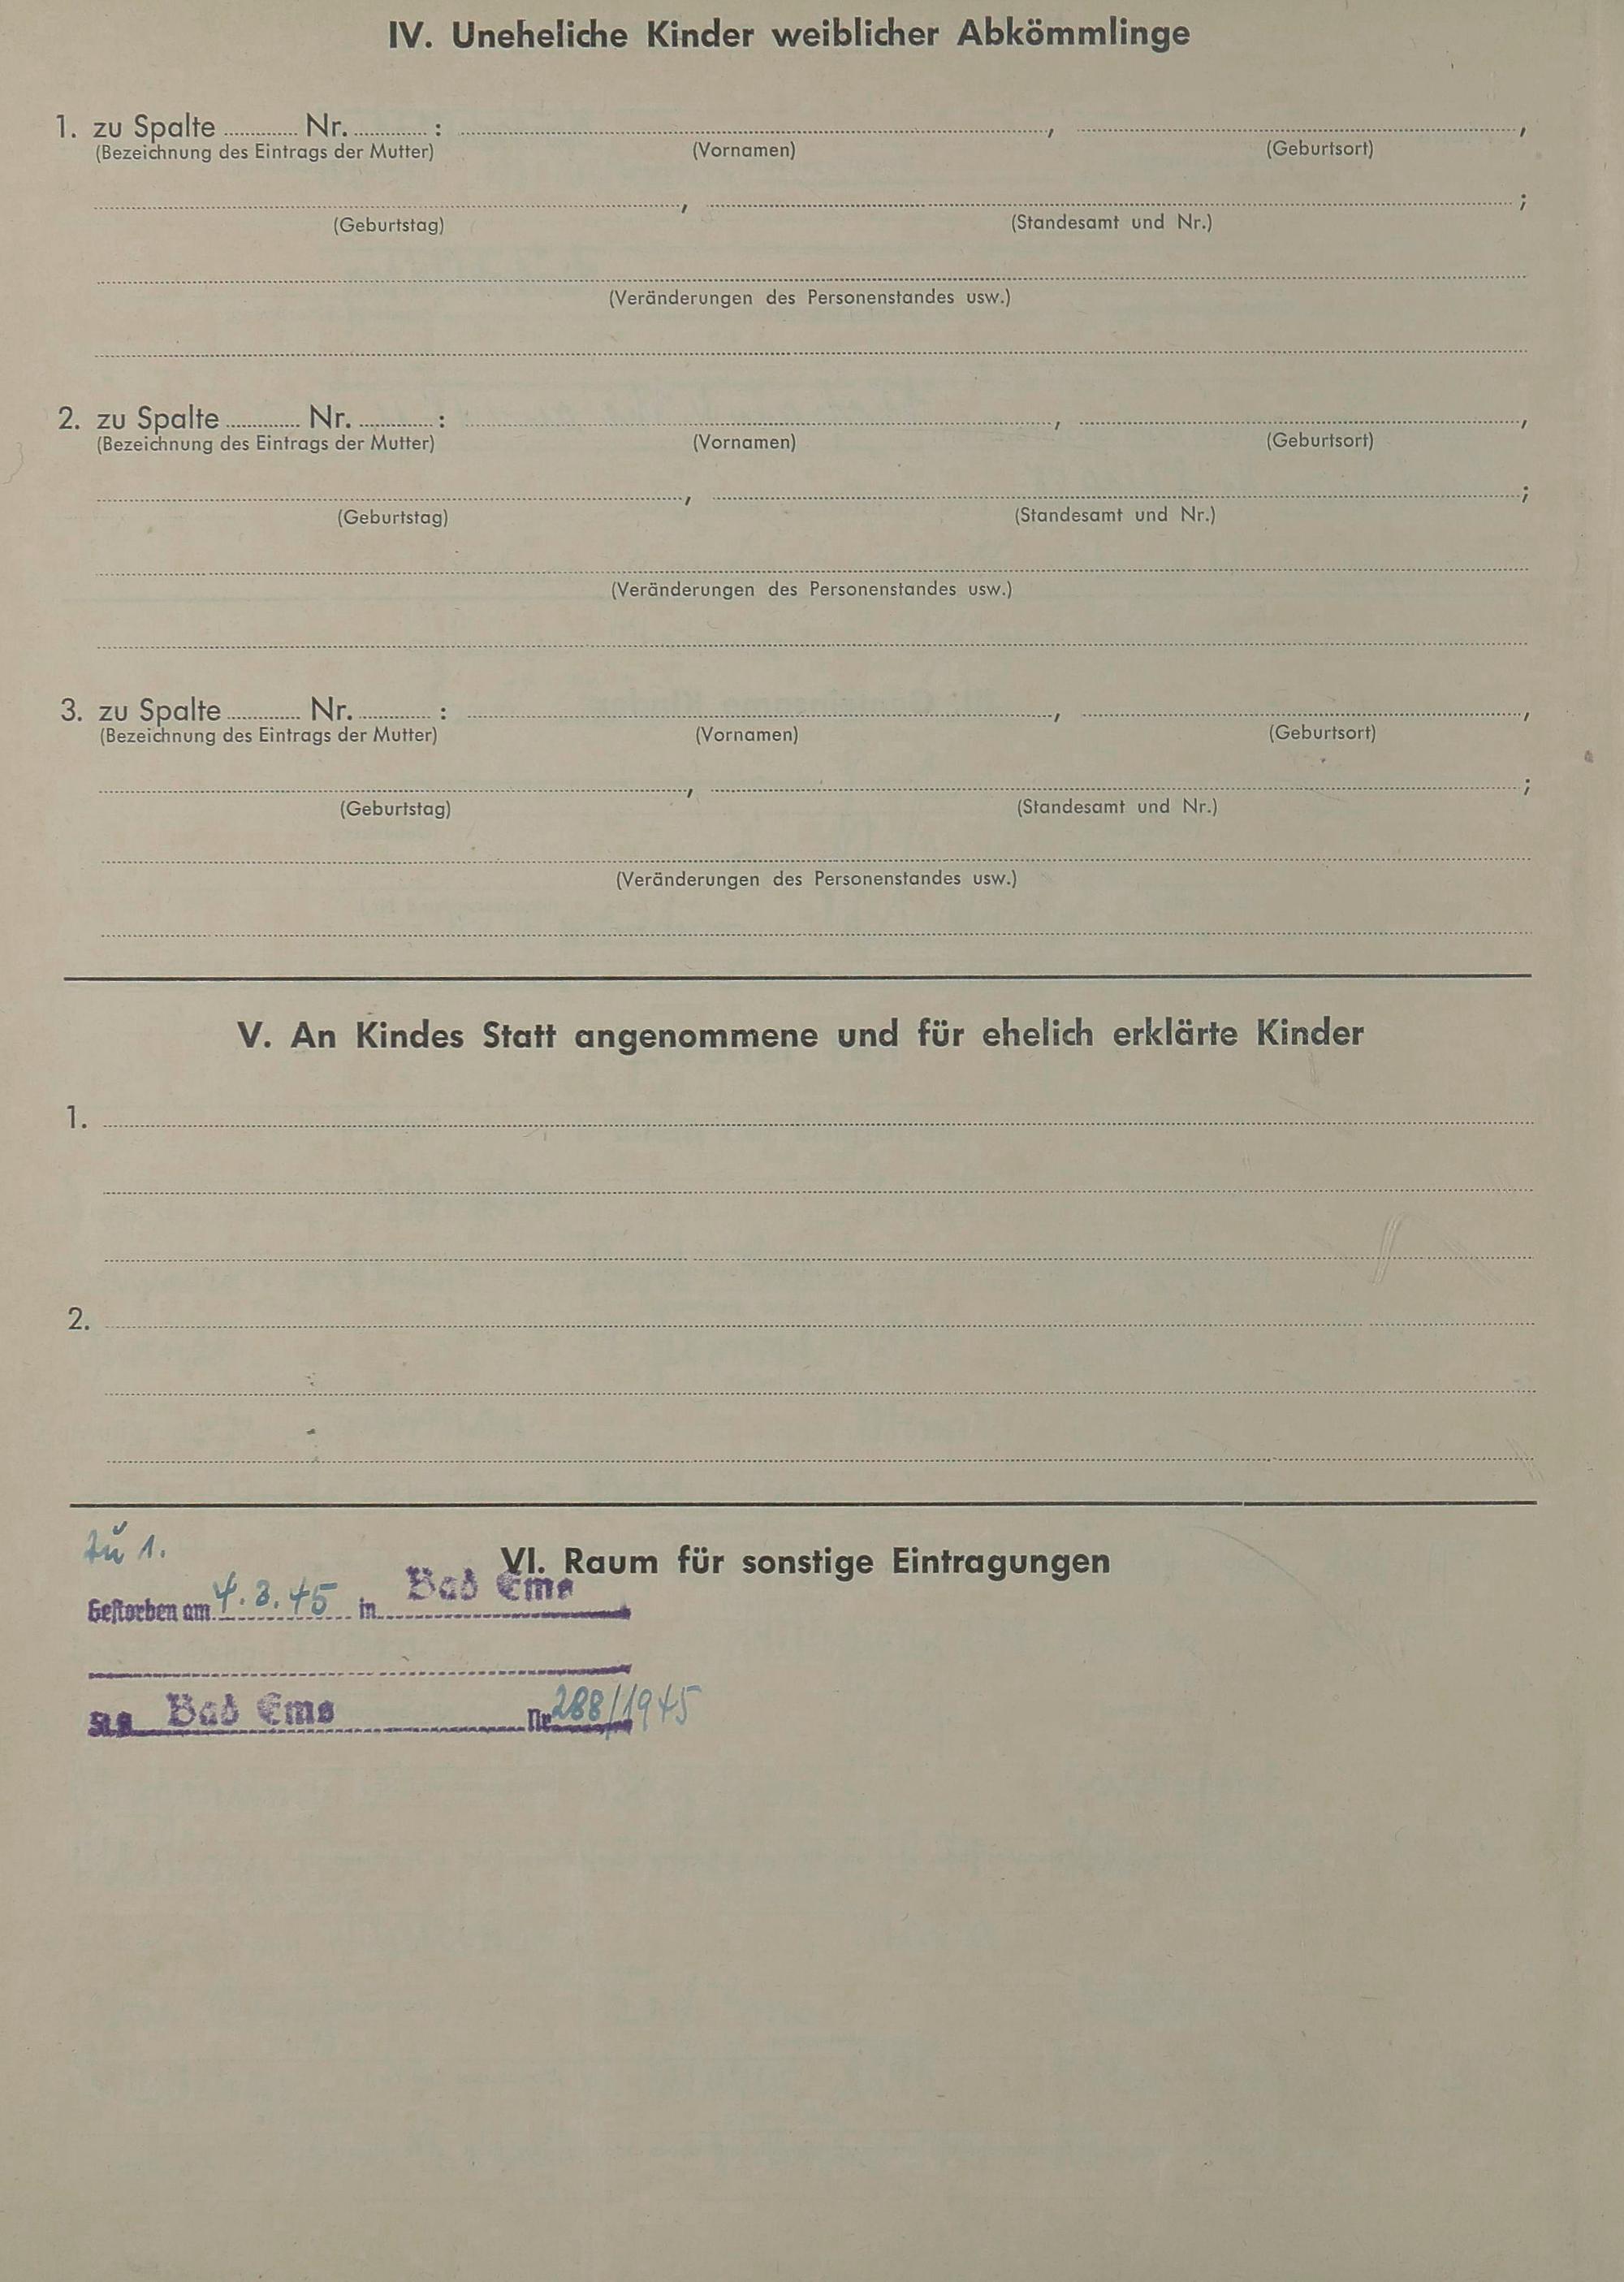 IV. Uneheliche Kinder weiblicher Abkömmlinge
1. zu Spalte ............ Nr. ............ : ............ , ............ ,
(Bezeichnung des Eintrags der Mutter) (Vornamen) (Geburtsort)
............ , ............ ;
(Geburtstag) (Standesamt und Nr.)
(Veränderungen des Personenstandes usw.)
2. zu Spalte ............ Nr. ............ : ............ , ............ ,
(Bezeichnung des Eintrags der Mutter) (Vornamen) (Geburtsort)
............ , ............ ;
(Geburtstag) (Standesamt und Nr.)
(Veränderungen des Personenstandes usw.)
3. zu Spalte ............ Nr. ............ : ............ , ............ ,
(Bezeichnung des Eintrags der Mutter) (Vornamen) (Geburtsort)
............ , ............ ;
(Geburtstag) (Standesamt und Nr.)
(Veränderungen des Personenstandes usw.)
V. An Kindes Statt angenommene und für ehelich erklärte Kinder
1.
2.
zu 1.
VI. Raum für sonstige Eintragungen
Gestorben am 4.3.45 in Bad Ems
St.A. Bad Ems Nr. 288/1945